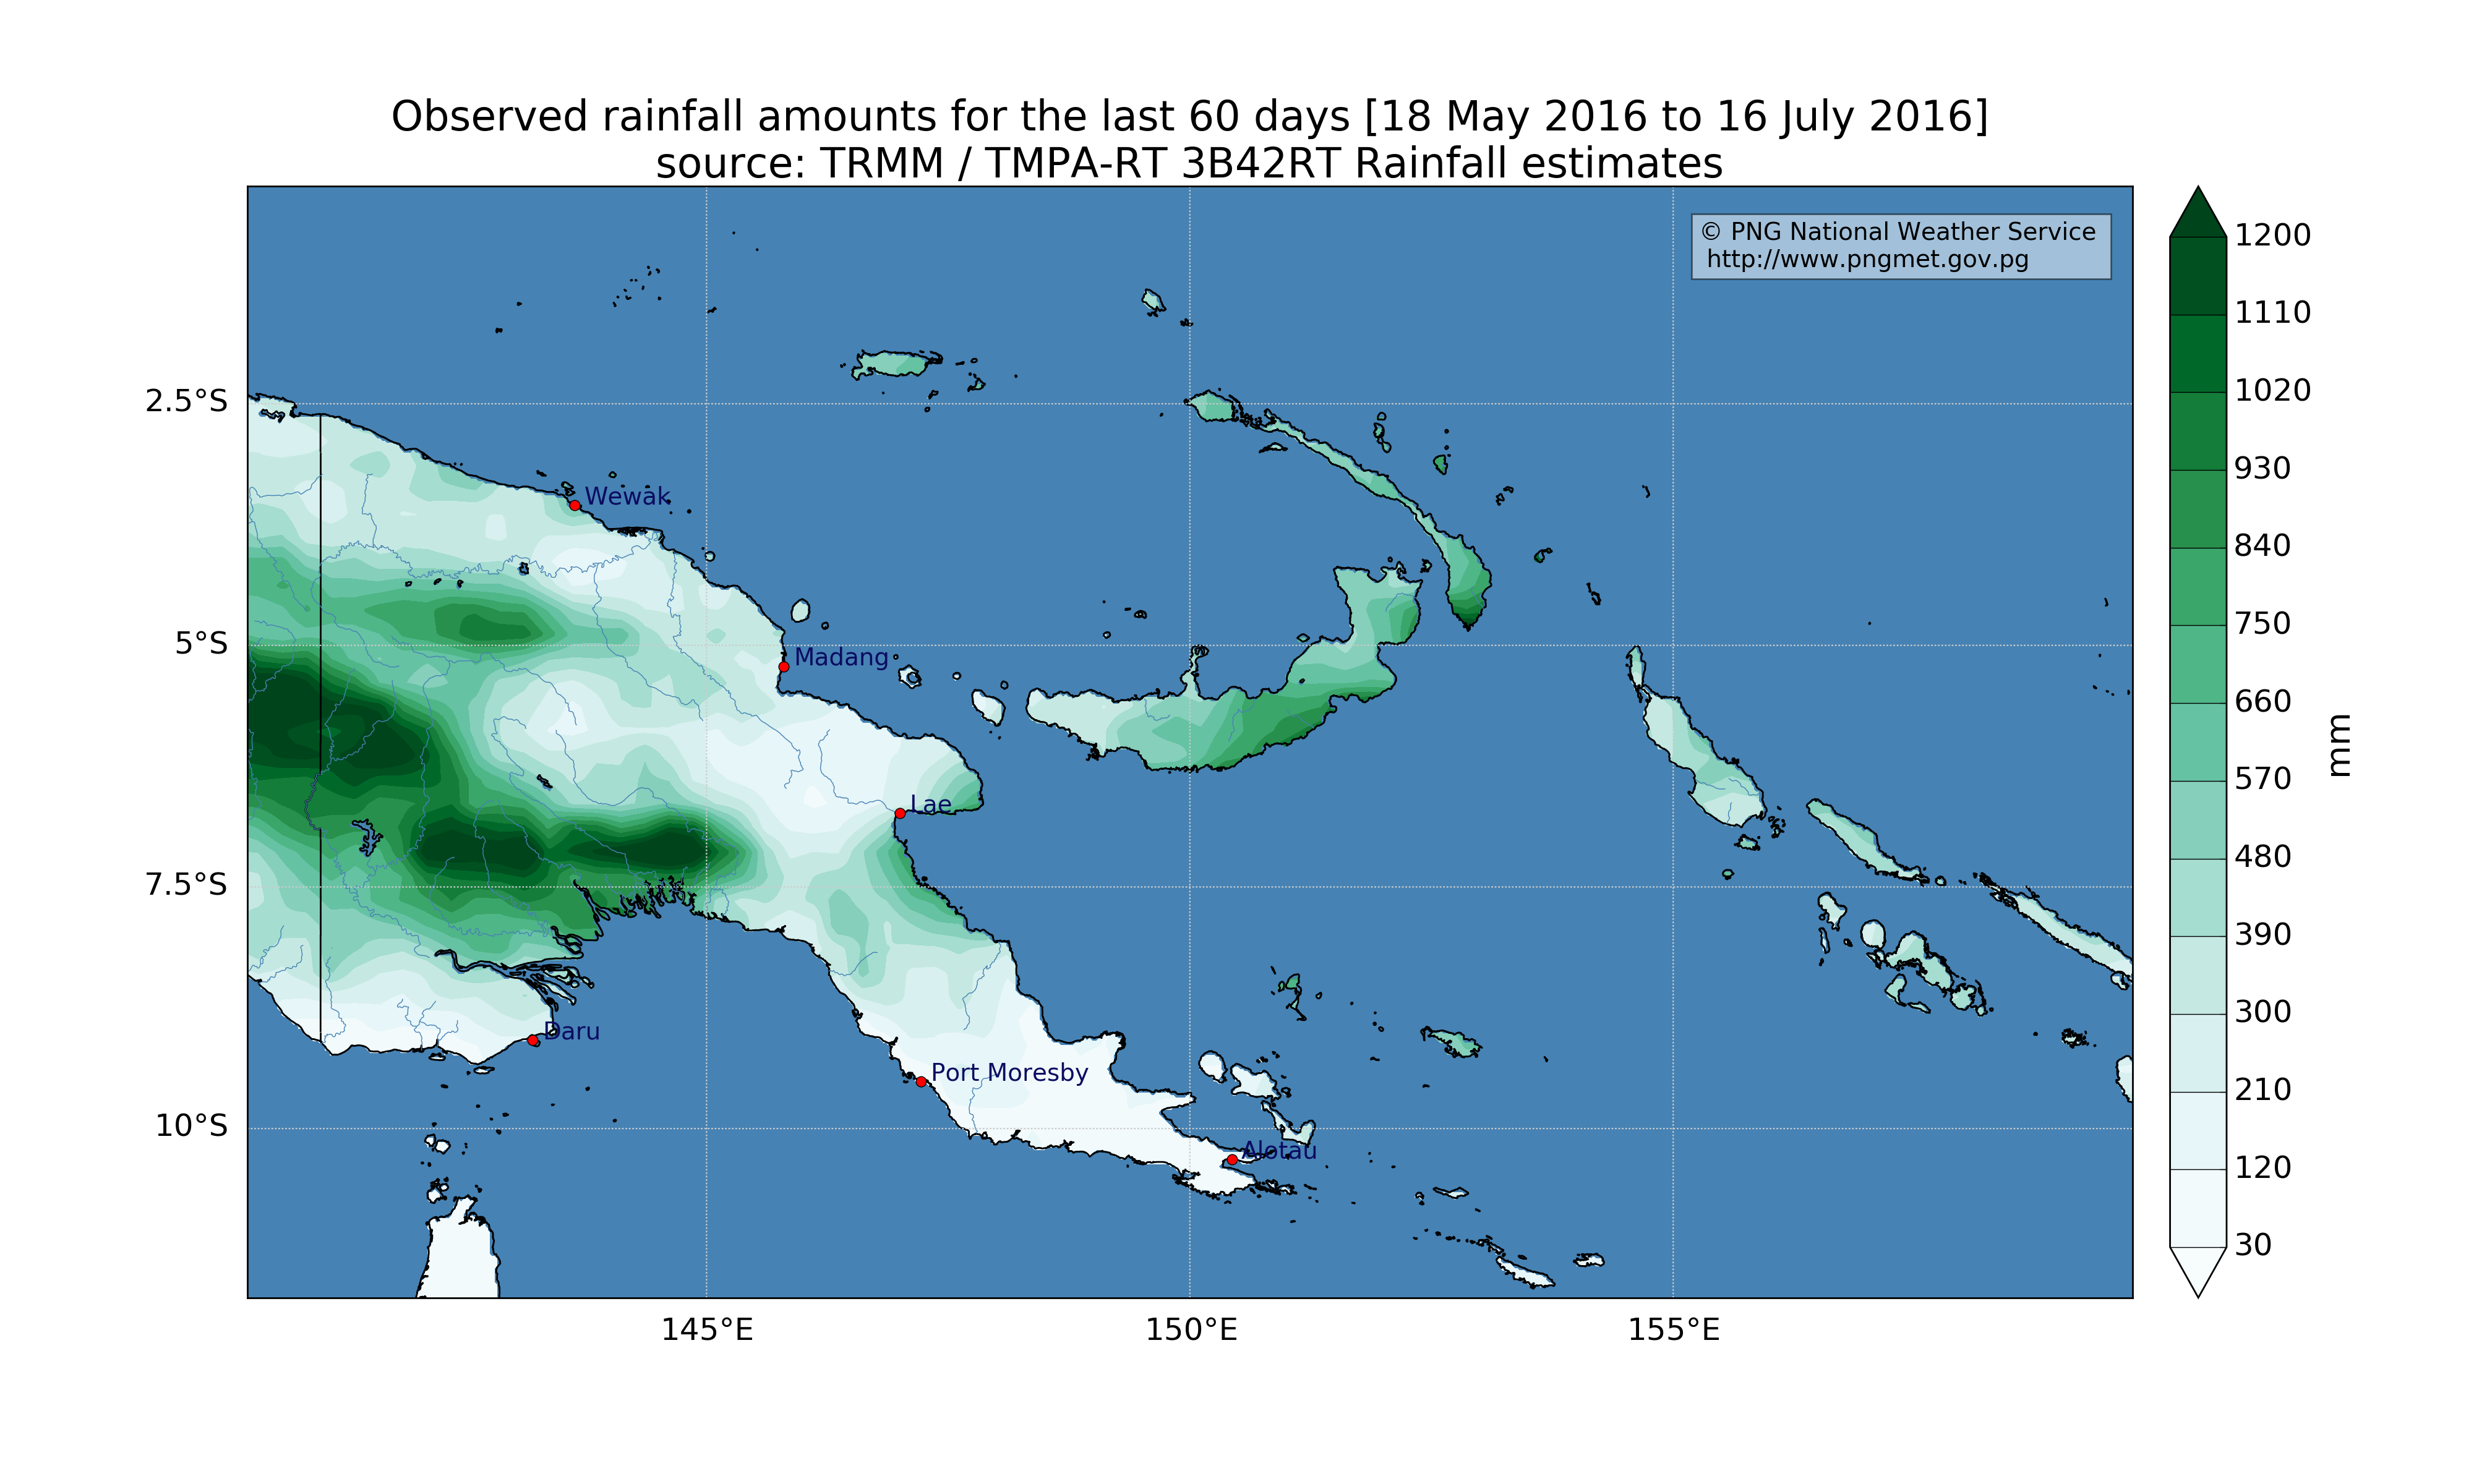 Observed rainfall amounts for the last 60 days [18 May 2016 to 16 July 2016]
source: TRMM / TMPA-RT 3B42RT Rainfall estimates
© PNG National Weather Service
http://www.pngmet.gov.pg
1200
1110
1020
930
840
750
660
570
480
390
300
210
120
30
mm
2.5°S
5°S
7.5°S
10°S
Wewak
Madang
Lae
Daru
Port Moresby
Alotau
145°E
150°E
155°E